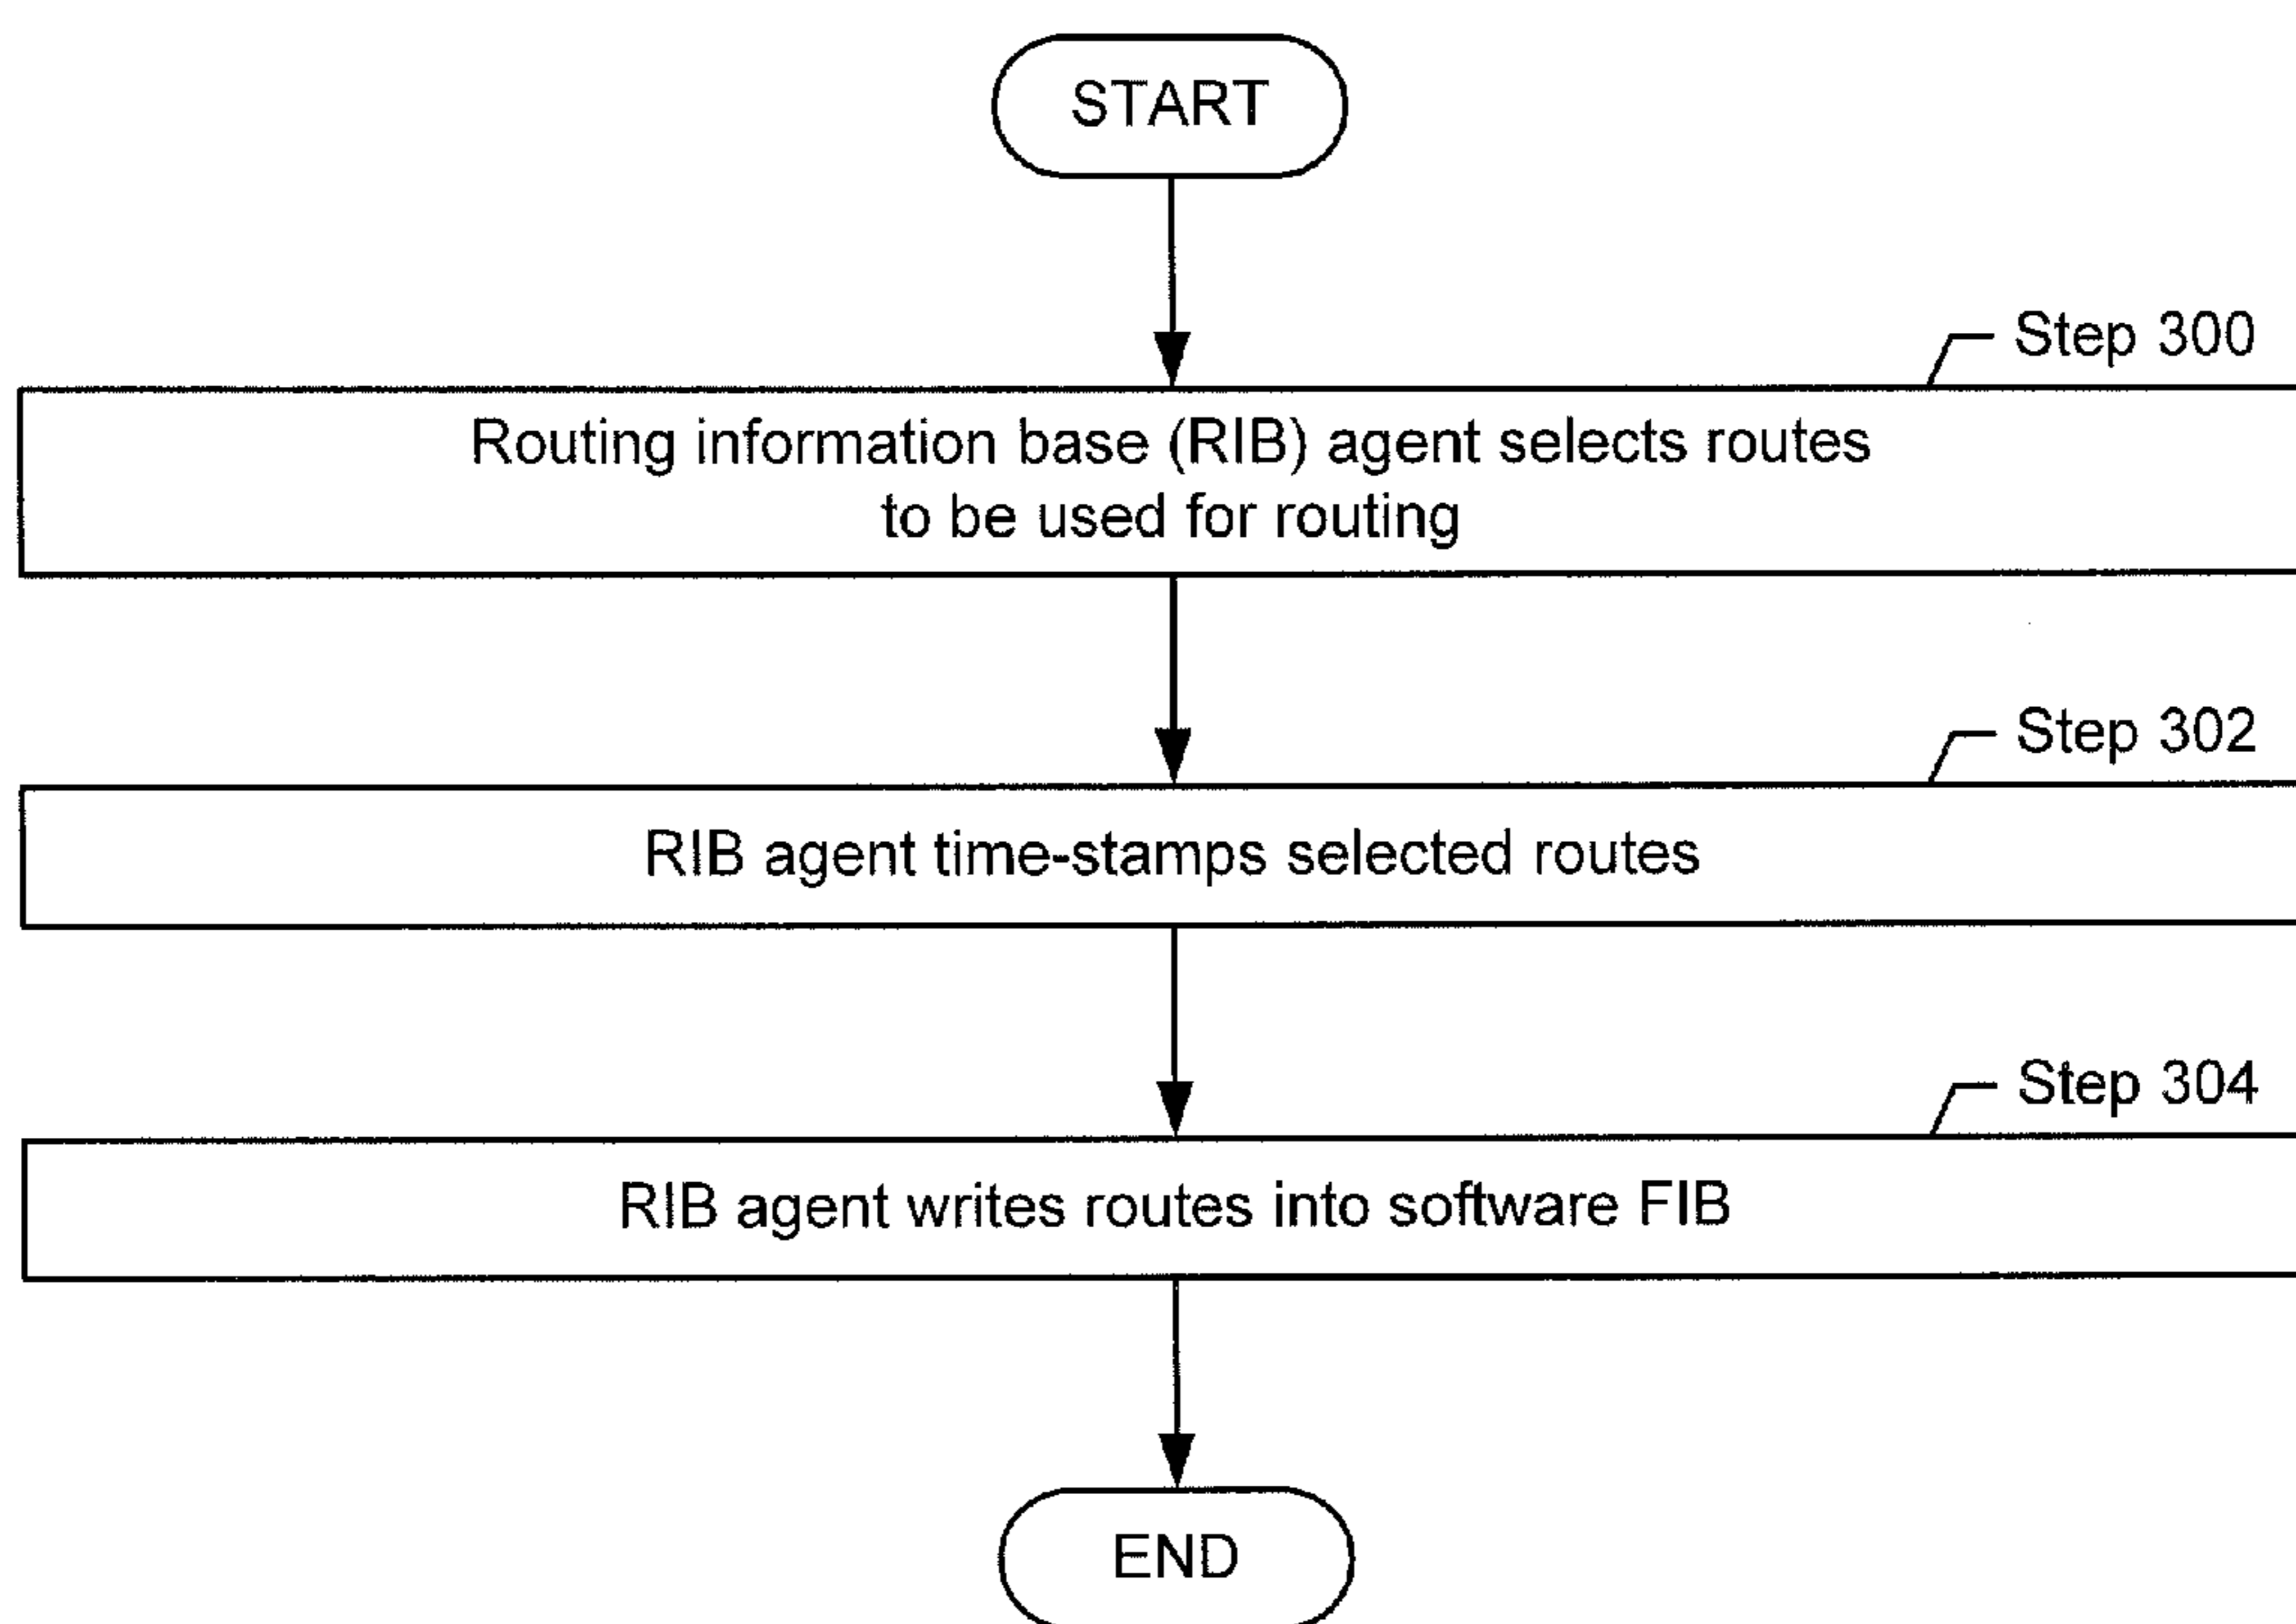 START
Step 300
Routing information base (RIB) agent selects routes
to be used for routing
Step 302
RIB agent time-stamps selected routes
Step 304
RIB agent writes routes into software FIB
END